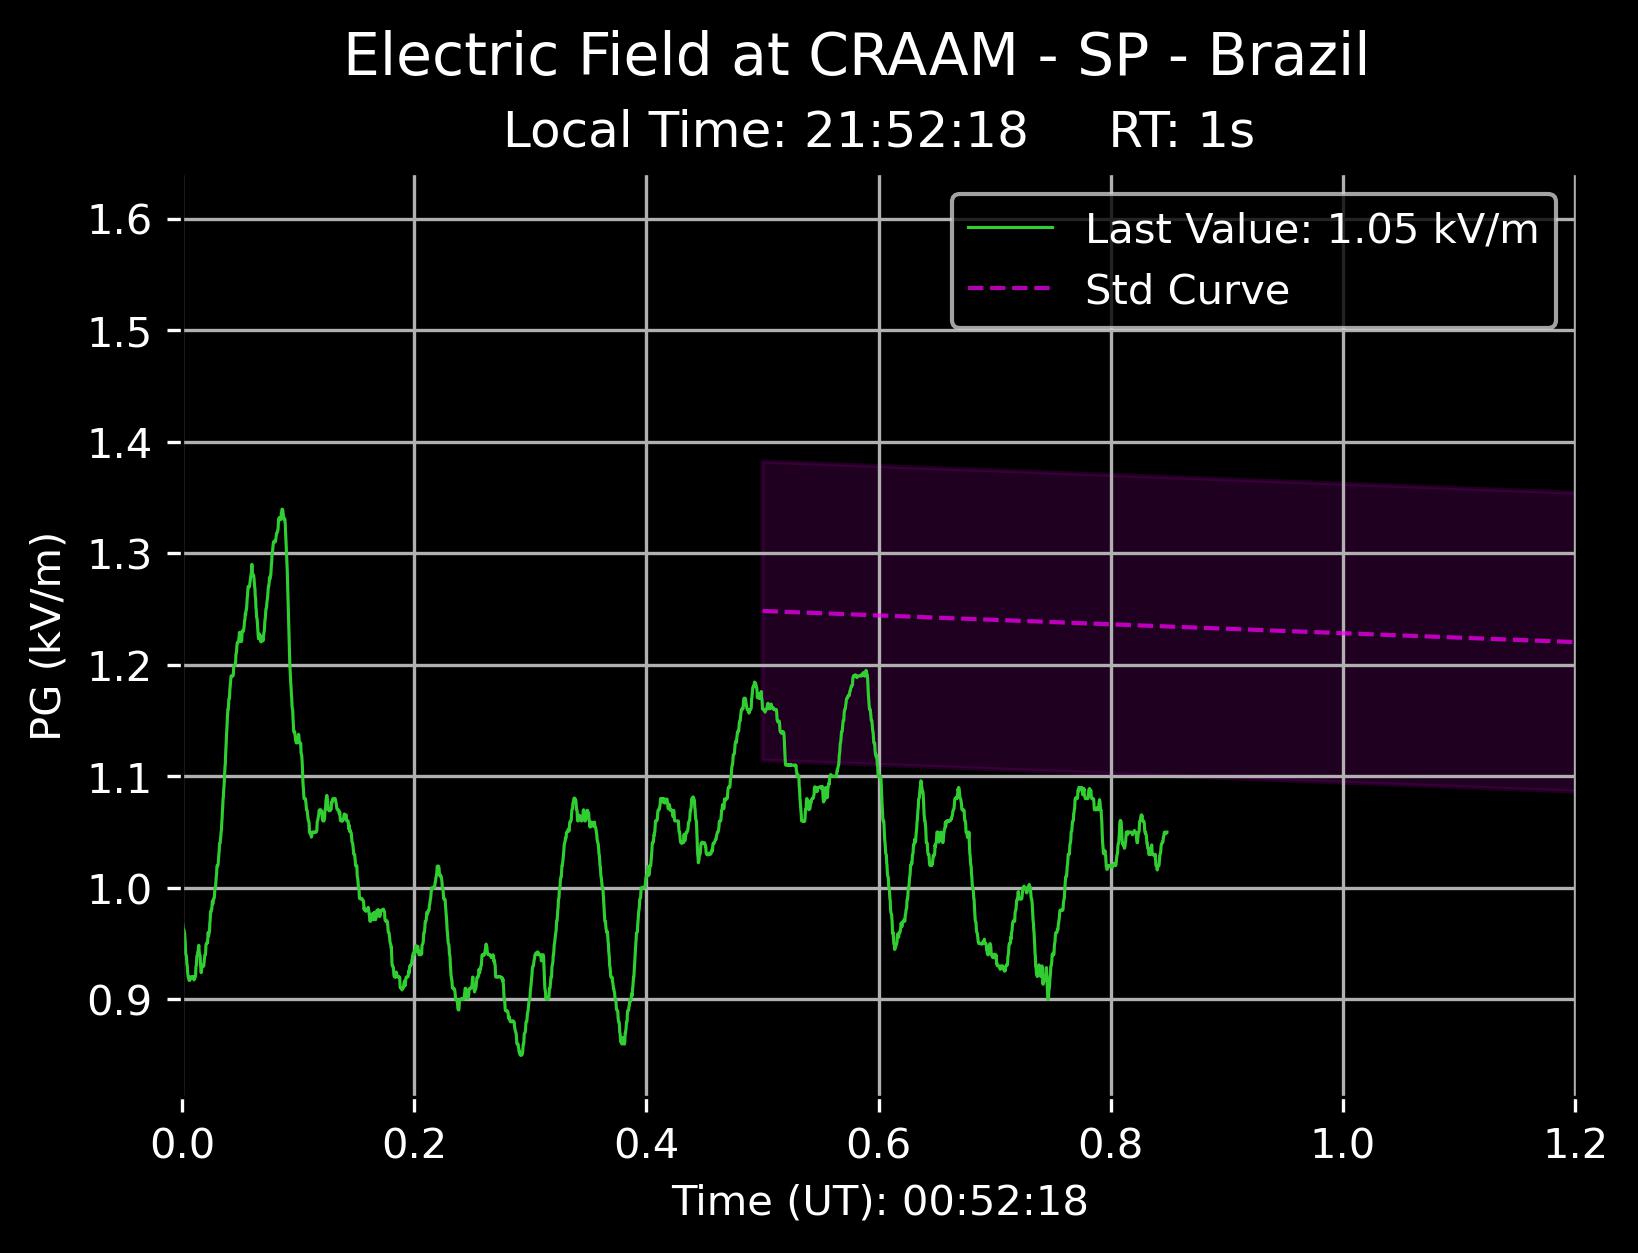 Electric Field at CRAAM - SP - Brazil
Local Time: 21:52:18 RT: 1s
Last Value: 1.05 kV/m
Std Curve
PG (kV/m)
1.6
1.5
1.4
1.3
1.2
1.1
1.0
0.9
0.0 0.2 0.4 0.6 0.8 1.0 1.2
Time (UT): 00:52:18